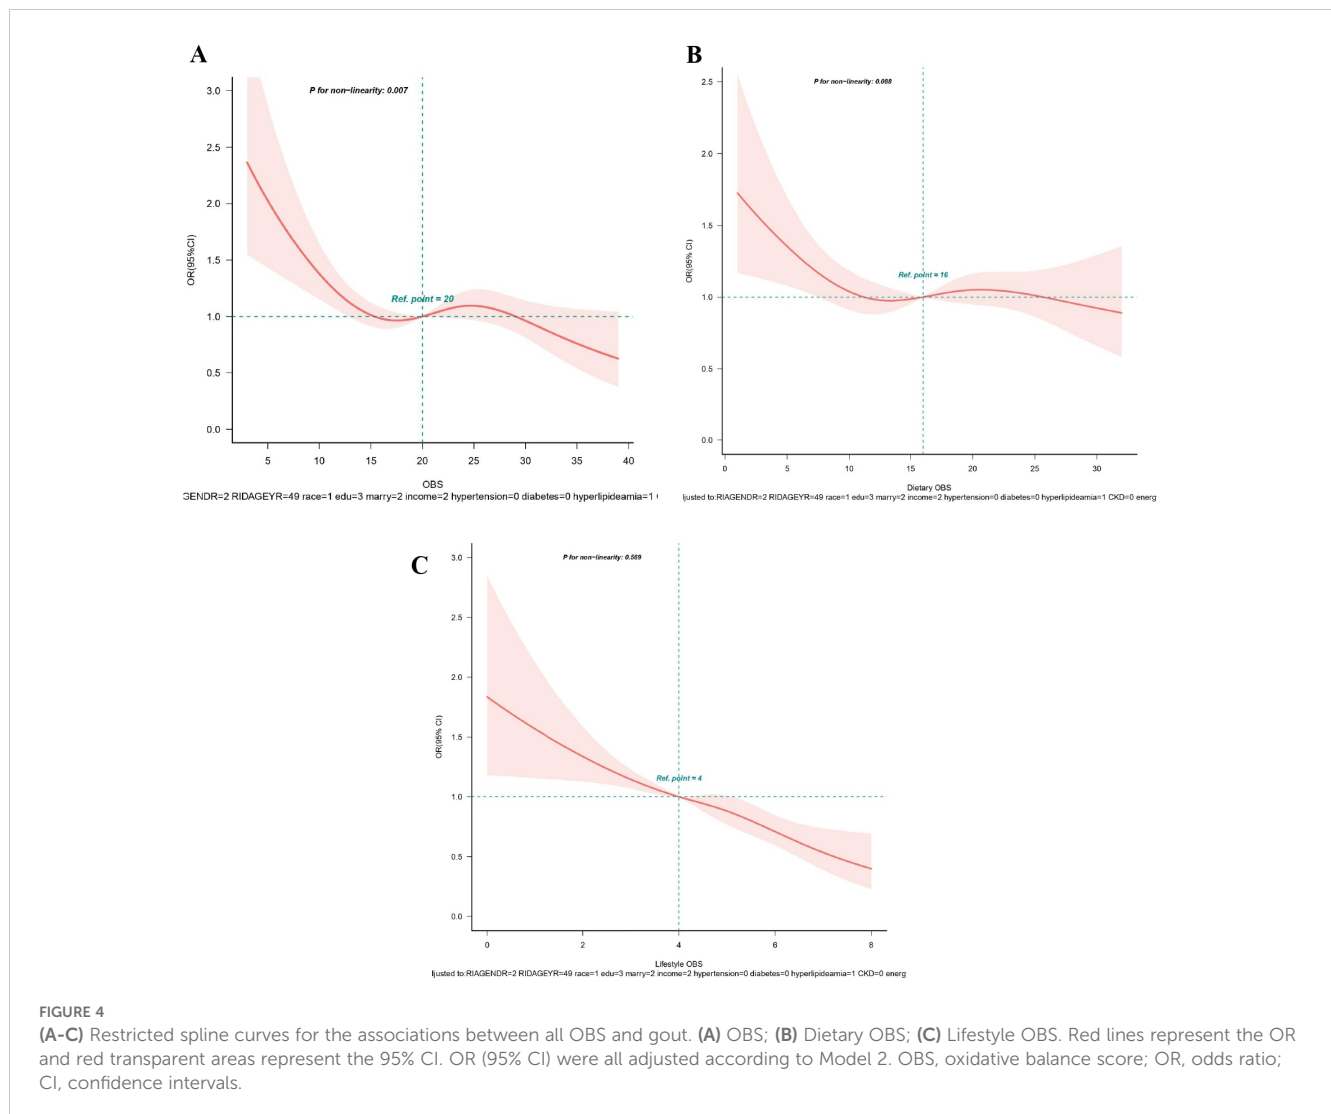 A
P for non-linearity: 0.007
3.0
2.5
2.0
1.5
1.0
0.5
0.0
OR(95%CI)
Ref. point = 20
5 10 15 20 25 30 35 40
OBS
GENDR=2 RIDAGEYR=49 race=1 edu=3 marry=2 income=2 hypertension=0 diabetes=0 hyperlipideamia=1
B
P for non-linearity: 0.088
2.5
2.0
1.5
1.0
0.5
0.0
OR(95% CI)
Ref. point = 16
0 5 10 15 20 25 30
Dietary OBS
ljusted to:RIAGENDR=2 RIDAGEYR=49 race=1 edu=3 marry=2 income=2 hypertension=0 diabetes=0 hyperlipideamia=1 CKD=0 energ
C
P for non-linearity: 0.569
3.0
2.5
2.0
1.5
1.0
0.5
0.0
OR(95% CI)
Ref. point = 4
0 2 4 6 8
Lifestyle OBS
ljusted to:RIAGENDR=2 RIDAGEYR=49 race=1 edu=3 marry=2 income=2 hypertension=0 diabetes=0 hyperlipideamia=1 CKD=0 energ
FIGURE 4
(A-C) Restricted spline curves for the associations between all OBS and gout. (A) OBS; (B) Dietary OBS; (C) Lifestyle OBS. Red lines represent the OR
and red transparent areas represent the 95% CI. OR (95% CI) were all adjusted according to Model 2. OBS, oxidative balance score; OR, odds ratio;
CI, confidence intervals.